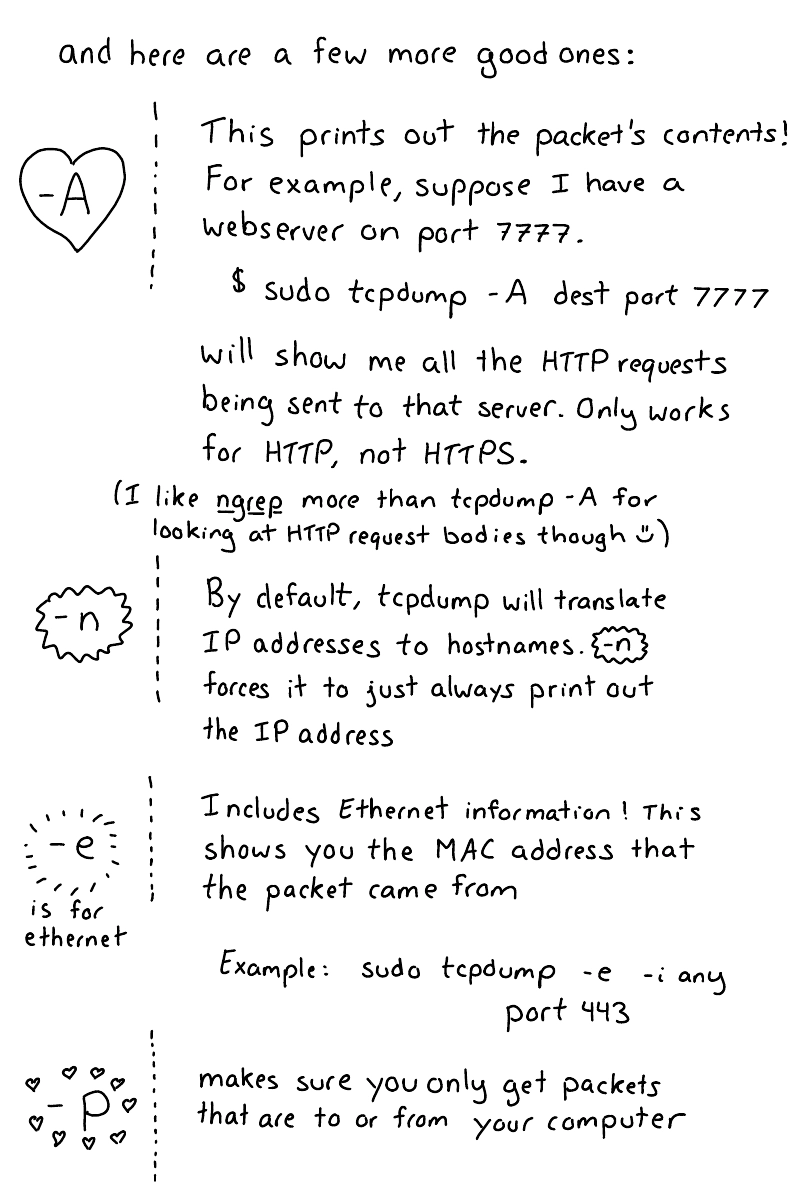 and here are a few more good ones:
-A
This prints out the packet's contents!
For example, suppose I have a
webserver on port 7777.
$ sudo tcpdump -A dest port 7777
will show me all the HTTP requests
being sent to that server. Only works
for HTTP, not HTTPS.
(I like ngrep more than tcpdump -A for
looking at HTTP request bodies though ☺)
-n
By default, tcpdump will translate
IP addresses to hostnames. -n
forces it to just always print out
the IP address
-e
is for
ethernet
Includes Ethernet information! This
shows you the MAC address that
the packet came from
Example: sudo tcpdump -e -i any
port 443
-p
makes sure you only get packets
that are to or from your computer